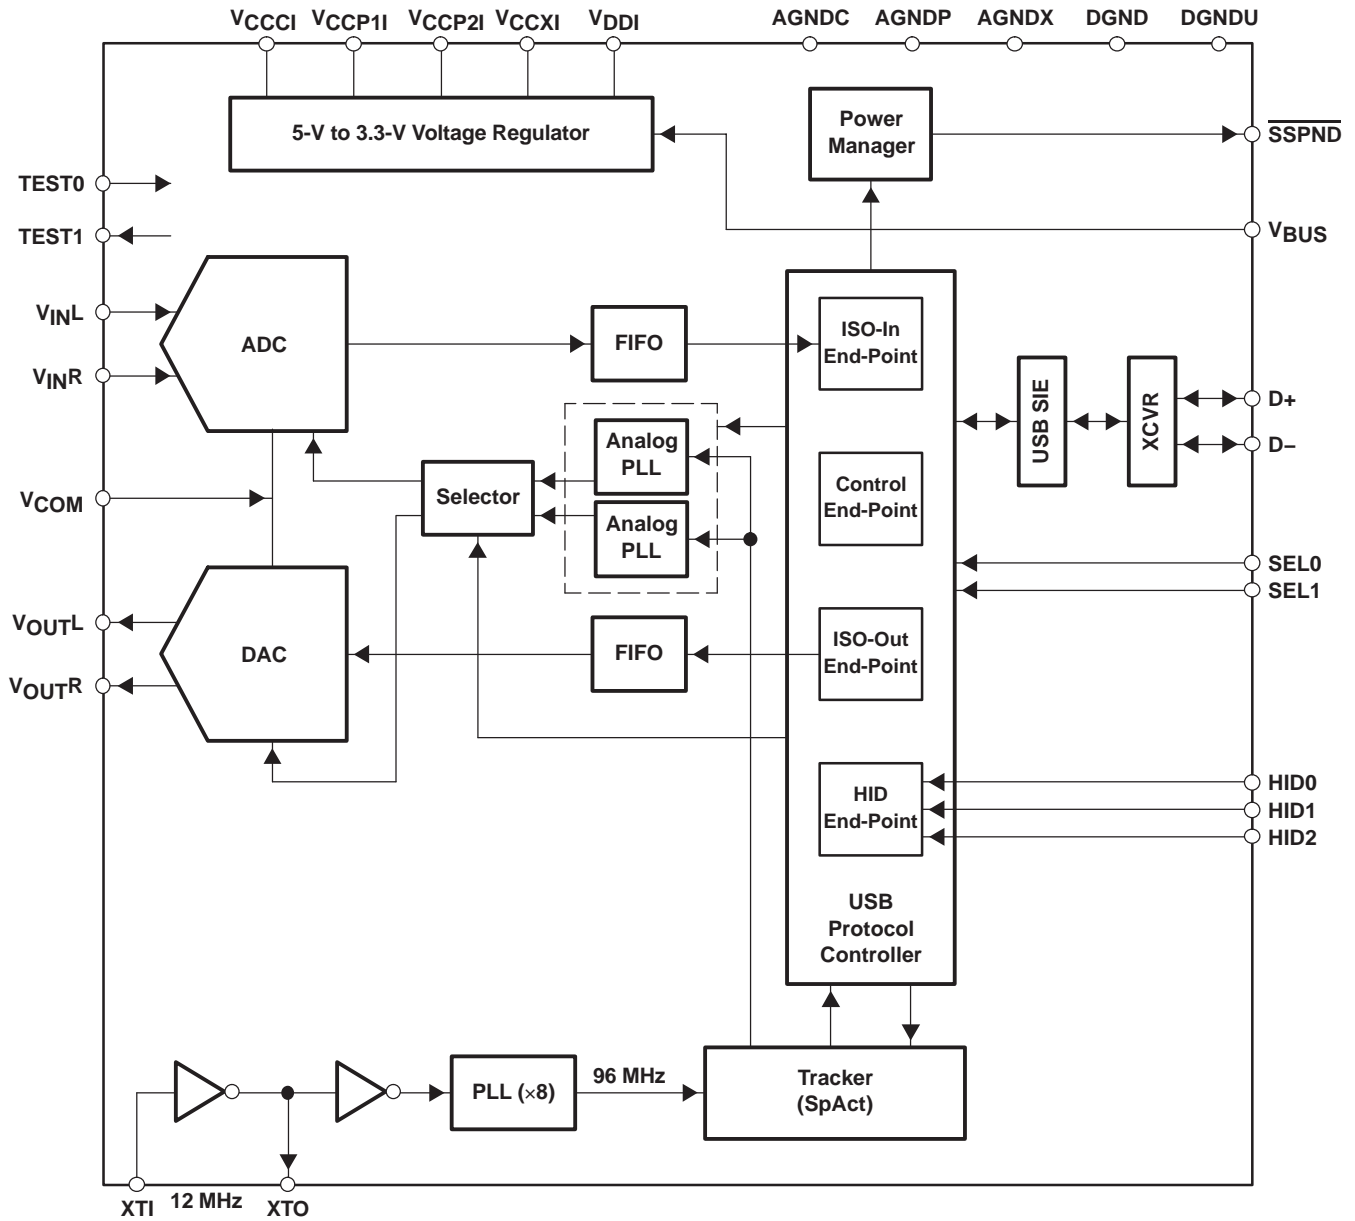 VCCCI VCCP1I VCCP2I VCCXI VDDI AGNDC AGNDP AGNDX DGND DGNDU
5-V to 3.3-V Voltage Regulator
Power
Manager
SSPND
TEST0
TEST1
VBUS
VINL
VINR
ADC
FIFO
ISO-In
End-Point
USB SIE
XCVR
D+
D–
Analog
PLL
Selector
Analog
PLL
Control
End-Point
VCOM
SEL0
SEL1
VOUTL
VOUTR
DAC
FIFO
ISO-Out
End-Point
HID
End-Point
HID0
HID1
HID2
USB
Protocol
Controller
PLL (×8)
96 MHz
Tracker
(SpAct)
XTI
12 MHz
XTO